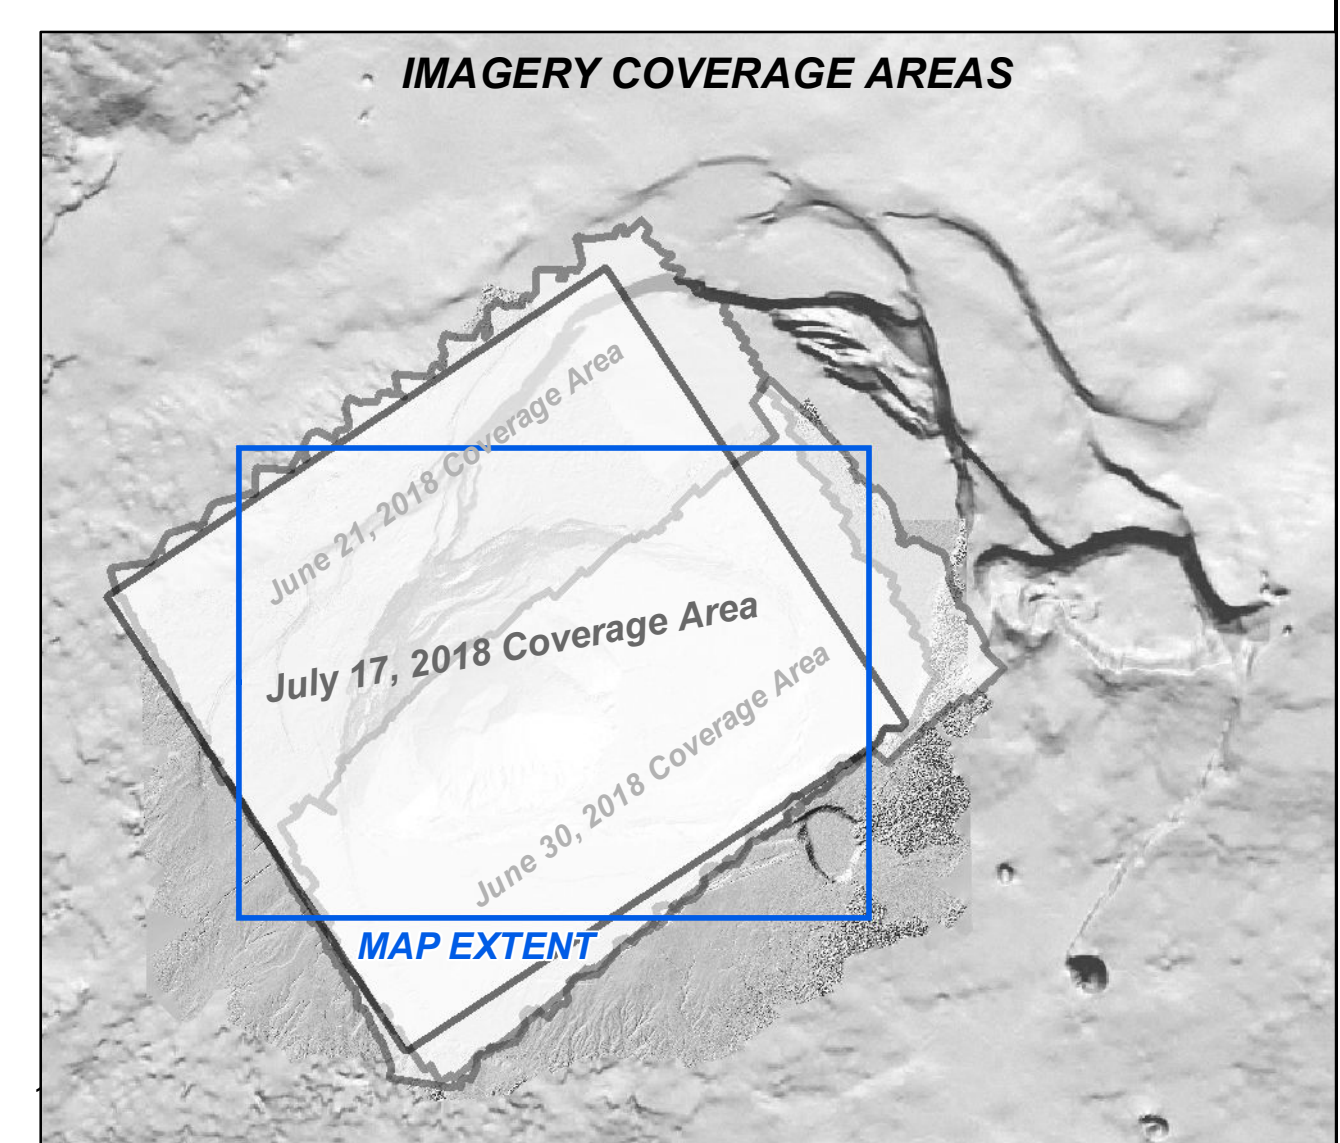 IMAGERY COVERAGE AREAS
June 21, 2018 Coverage Area
July 17, 2018 Coverage Area
June 30, 2018 Coverage Area
MAP EXTENT